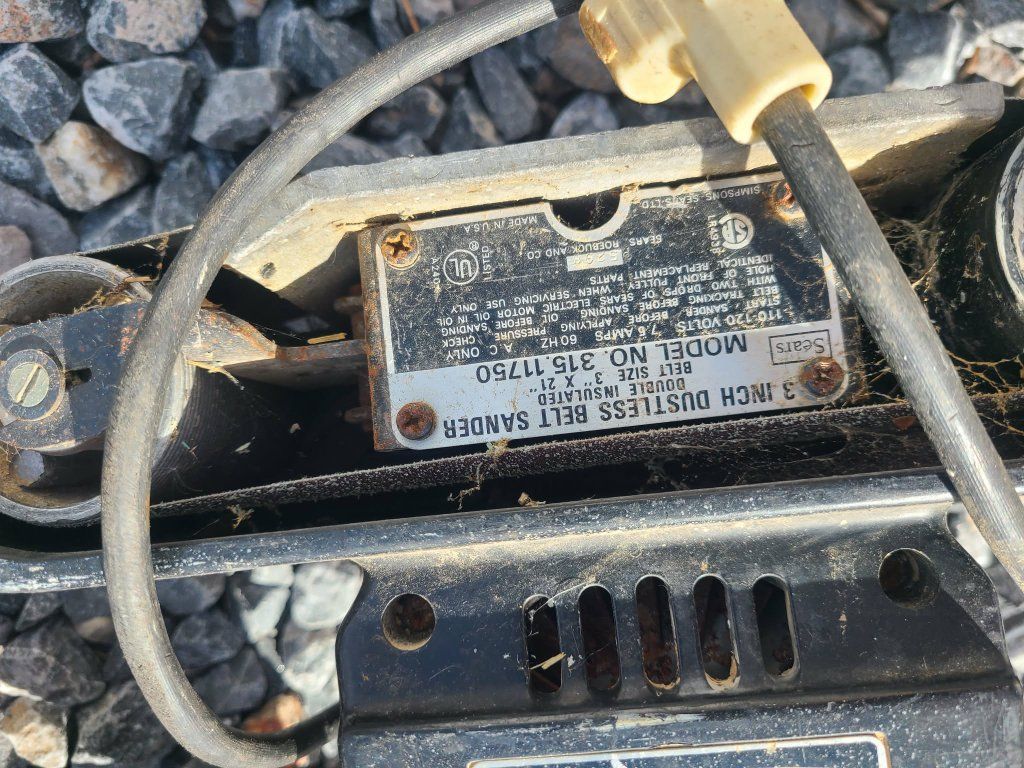 3 INCH DUSTLESS BELT SANDER
DOUBLE INSULATED
BELT SIZE 3" X 21"
Sears MODEL NO. 315.11750
110-120 VOLTS AMPS 60 HZ A.C. ONLY
START SANDER BEFORE APPLYING PRESSURE CHECK
BELT TRACKING BEFORE SANDING OIL BEFORE SANDING
WITH TWO DROPS OF SEARS ELECTRIC MOTOR OIL IN OIL
HOLE OF FRONT PULLEY WHEN SERVICING USE ONLY
IDENTICAL REPLACEMENT PARTS
UL ® LISTED
SEARS ROEBUCK AND CO
SIMPSONS SEARS LTD MADE IN U.S.A.